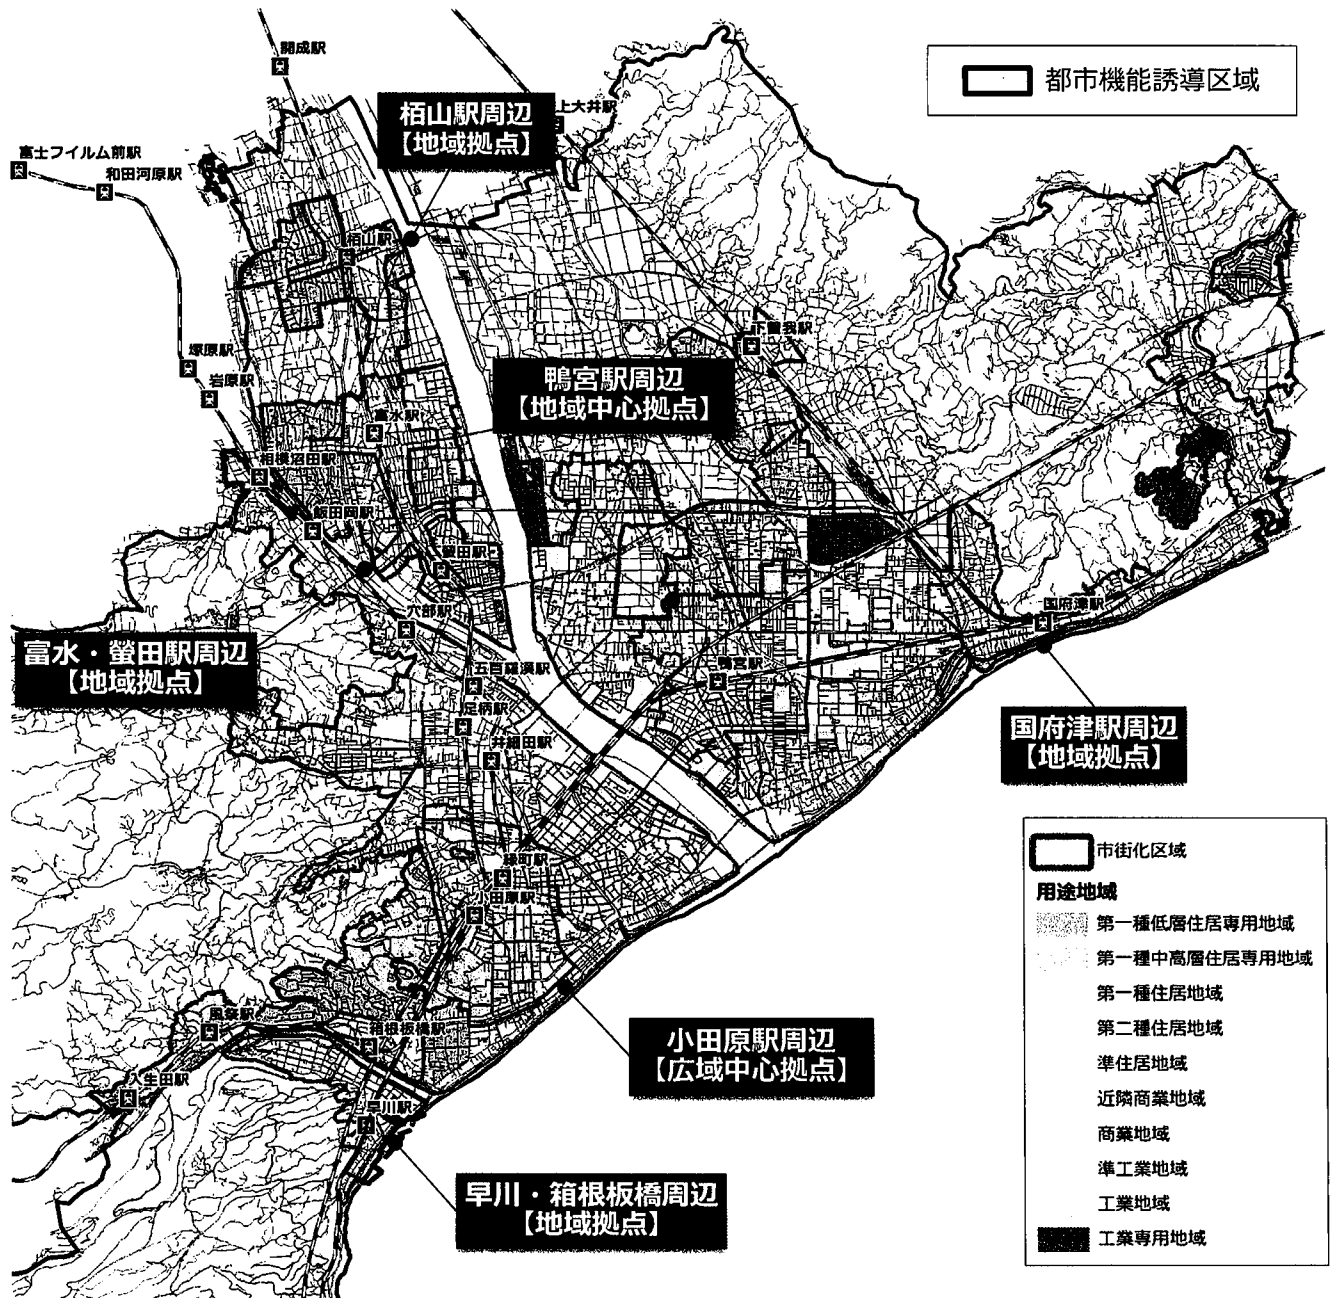 開成駅
都市機能誘導区域
栢山駅周辺
【地域拠点】
上大井駅
富士フイルム前駅
和田河原駅
栢山駅
下曽我駅
塚原駅
岩原駅
鴨宮駅周辺
【地域中心拠点】
富水駅
相模沼田駅
飯田岡駅
螢田駅
穴部駅
国府津駅
富水・螢田駅周辺
【地域拠点】
五百羅漢駅
鴨宮駅
足柄駅
井細田駅
国府津駅周辺
【地域拠点】
緑町駅
小田原駅
市街化区域
用途地域
第一種低層住居専用地域
第一種中高層住居専用地域
第一種住居地域
第二種住居地域
準住居地域
近隣商業地域
商業地域
準工業地域
工業地域
工業専用地域
風祭駅
箱根板橋駅
小田原駅周辺
【広域中心拠点】
入生田駅
早川駅
早川・箱根板橋周辺
【地域拠点】